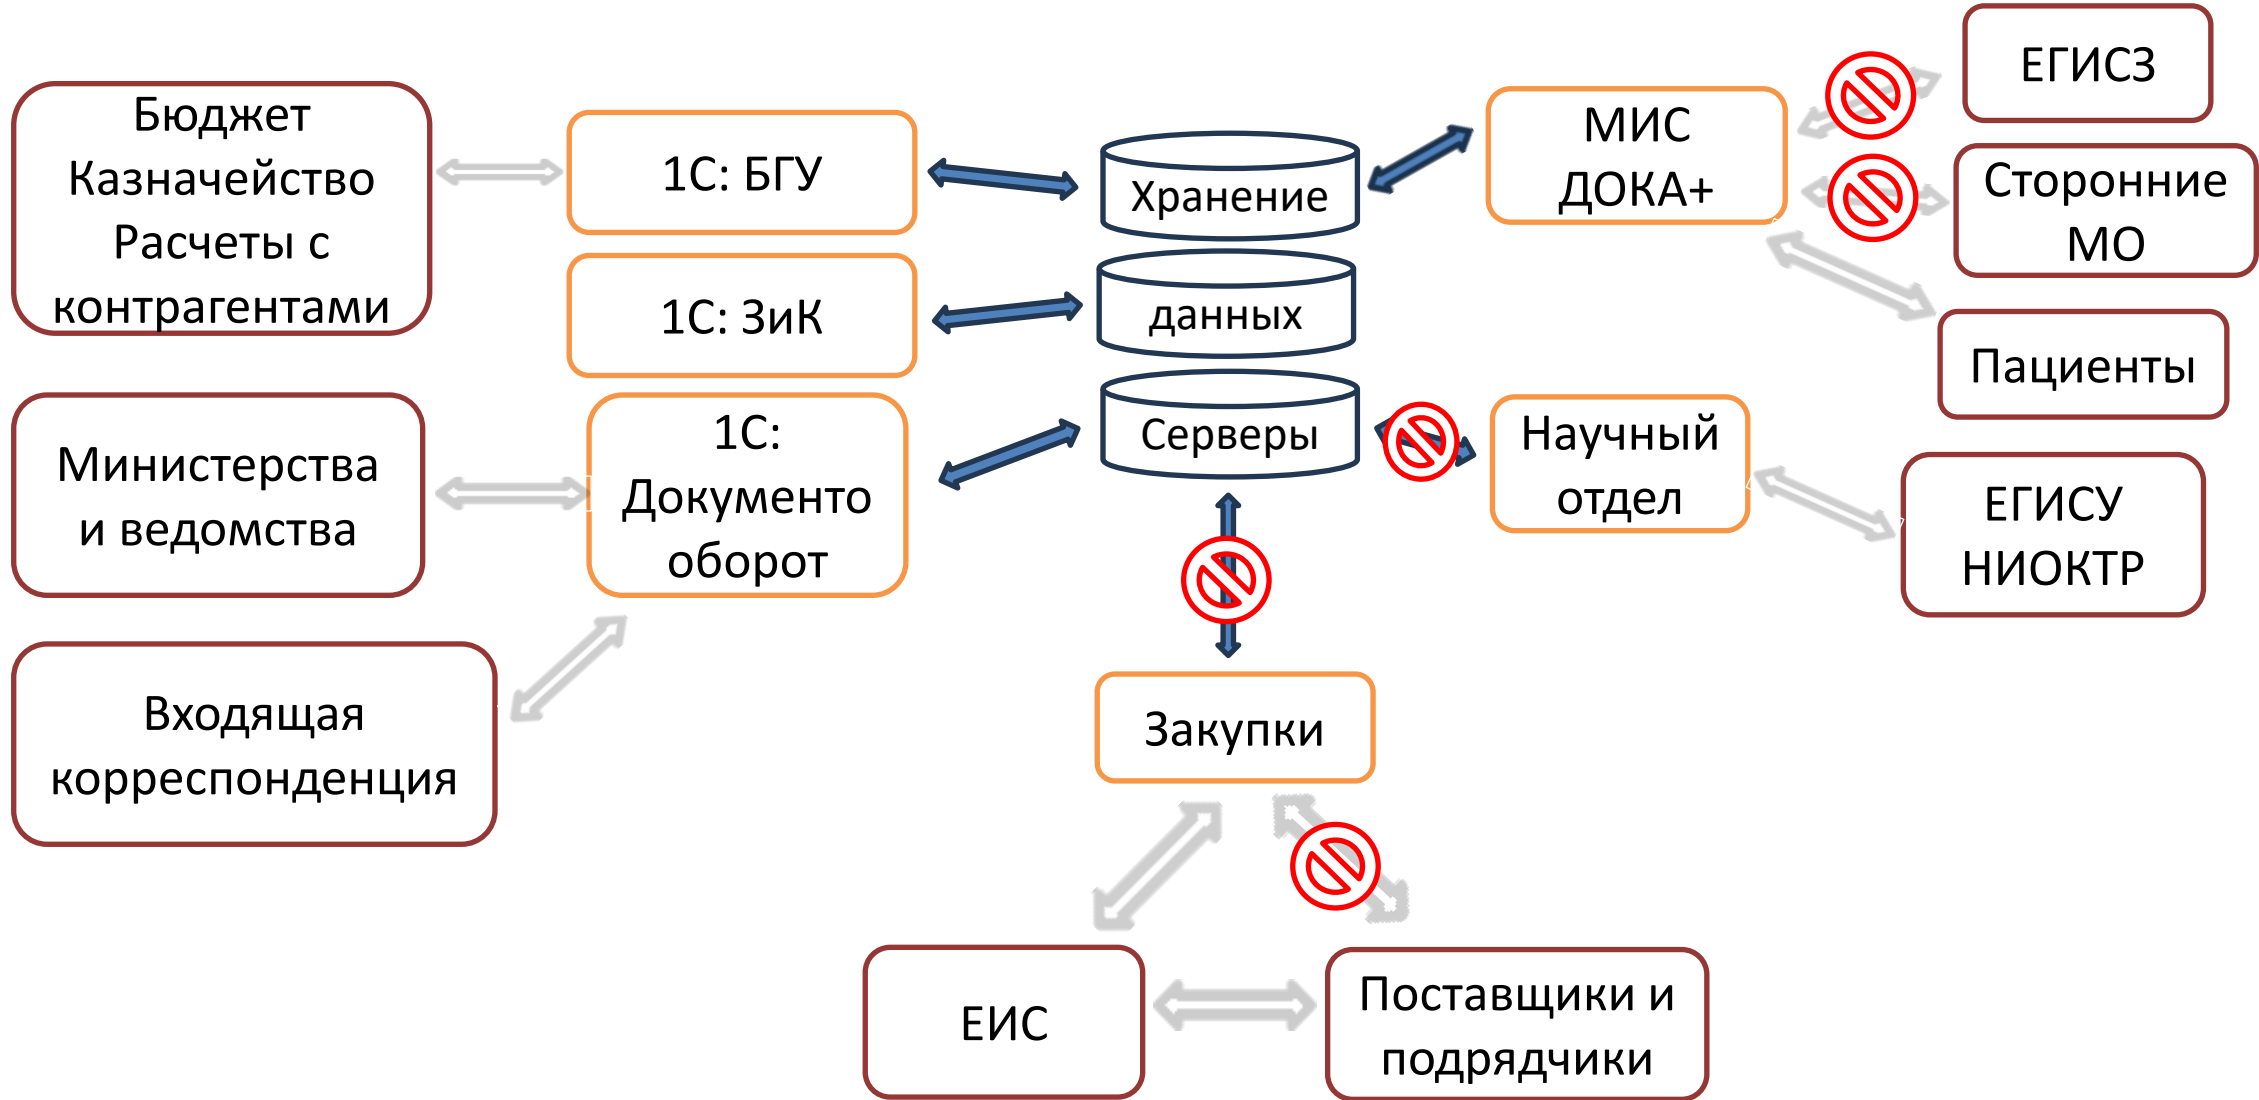 Бюджет
Казначейство
Расчеты с
контрагентами
Министерства
и ведомства
Входящая
корреспонденция
1С: БГУ
1С: ЗиК
1С:
Документо
оборот
Хранение
данных
Серверы
Закупки
ЕИС
Поставщики и
подрядчики
МИС
ДОКА+
Научный
отдел
ЕГИСЗ
Сторонние
МО
Пациенты
ЕГИСУ
НИОКТР